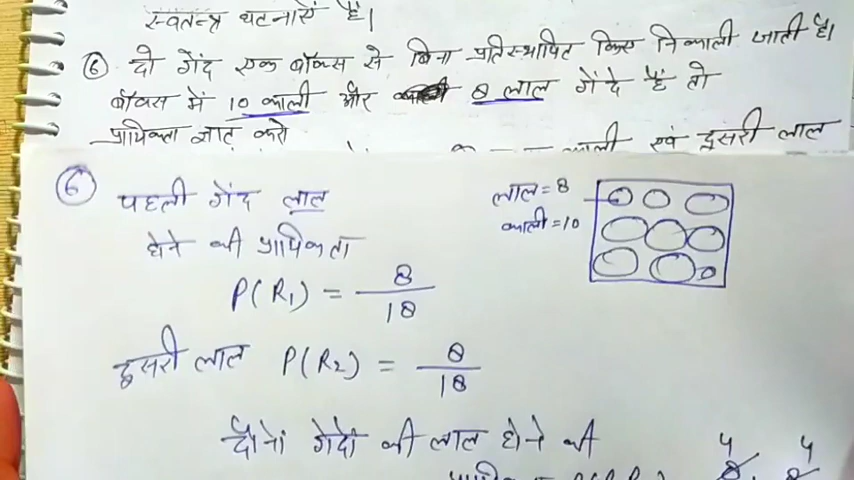 स्वतन्त्र घटनाएँ हैं।
⑥ दो गेंद एक बॉक्स से बिना प्रतिस्थापित किए निकाली जाती है।
बॉक्स में 10 काली और 8 लाल गेंदे हैं तो
प्रायिकता ज्ञात करो
काली एवं दूसरी लाल
⑥ पहली गेंद लाल
होने की प्रायिकता
लाल = 8
काली = 10
P(R₁) = 8/18
दूसरी लाल P(R₂) = 8/18
दोनों गेंदों की लाल होने की
4 4